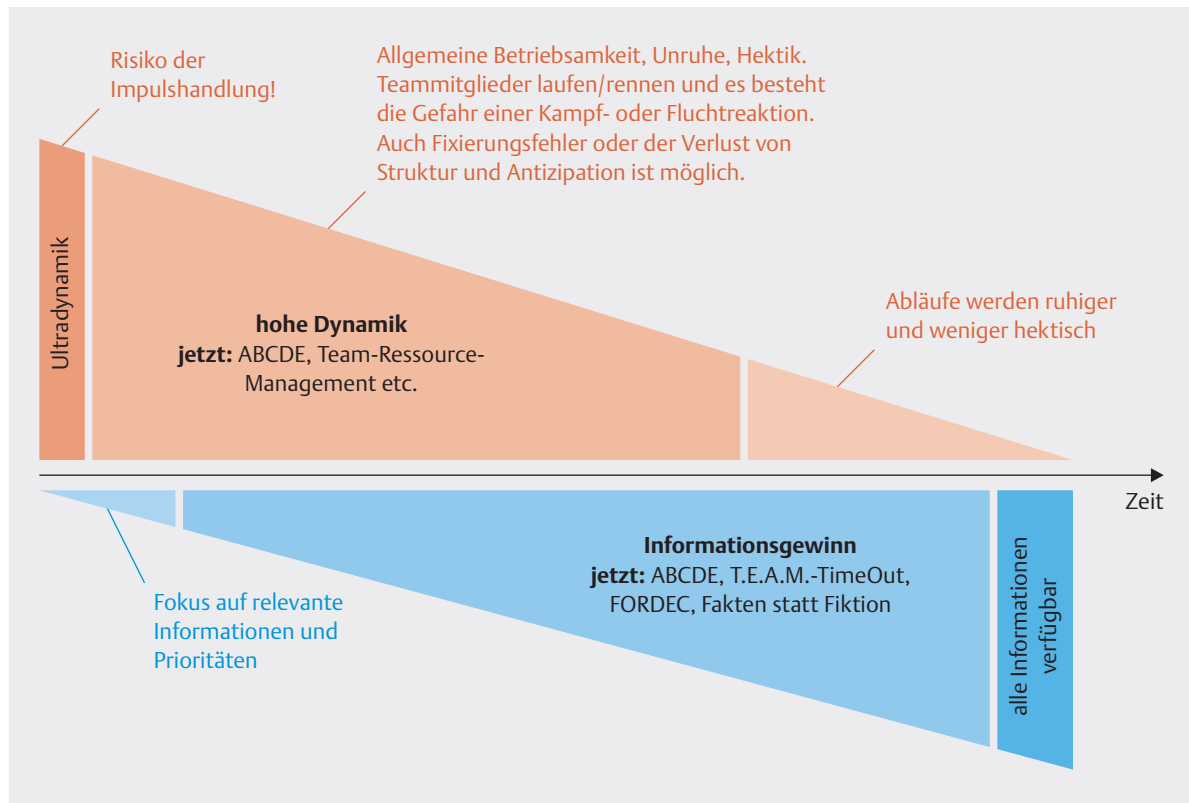 Risiko der
Impulshandlung!
Allgemeine Betriebsamkeit, Unruhe, Hektik.
Teammitglieder laufen/rennen und es besteht
die Gefahr einer Kampf- oder Fluchtreaktion.
Auch Fixierungsfehler oder der Verlust von
Struktur und Antizipation ist möglich.
Ultradynamik
hohe Dynamik
jetzt: ABCDE, Team-Ressource-
Management etc.
Abläufe werden ruhiger
und weniger hektisch
Zeit
Fokus auf relevante
Informationen und
Prioritäten
Informationsgewinn
jetzt: ABCDE, T.E.A.M.-TimeOut,
FORDEC, Fakten statt Fiktion
alle Informationen
verfügbar